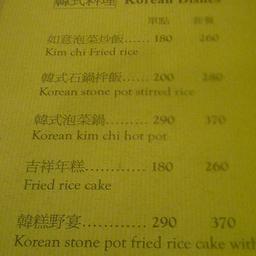 韓式料理 Korean Dishes
單點 套餐
如意泡菜炒飯...... 180 260
Kim chi Fried rice
韓式石鍋拌飯...... 200 280
Korean stone pot stirred rice
韓式泡菜鍋......... 290 370
Korean kim chi hot pot
吉祥年糕............ 180 260
Fried rice cake
韓糕野宴............ 290 370
Korean stone pot fried rice cake with